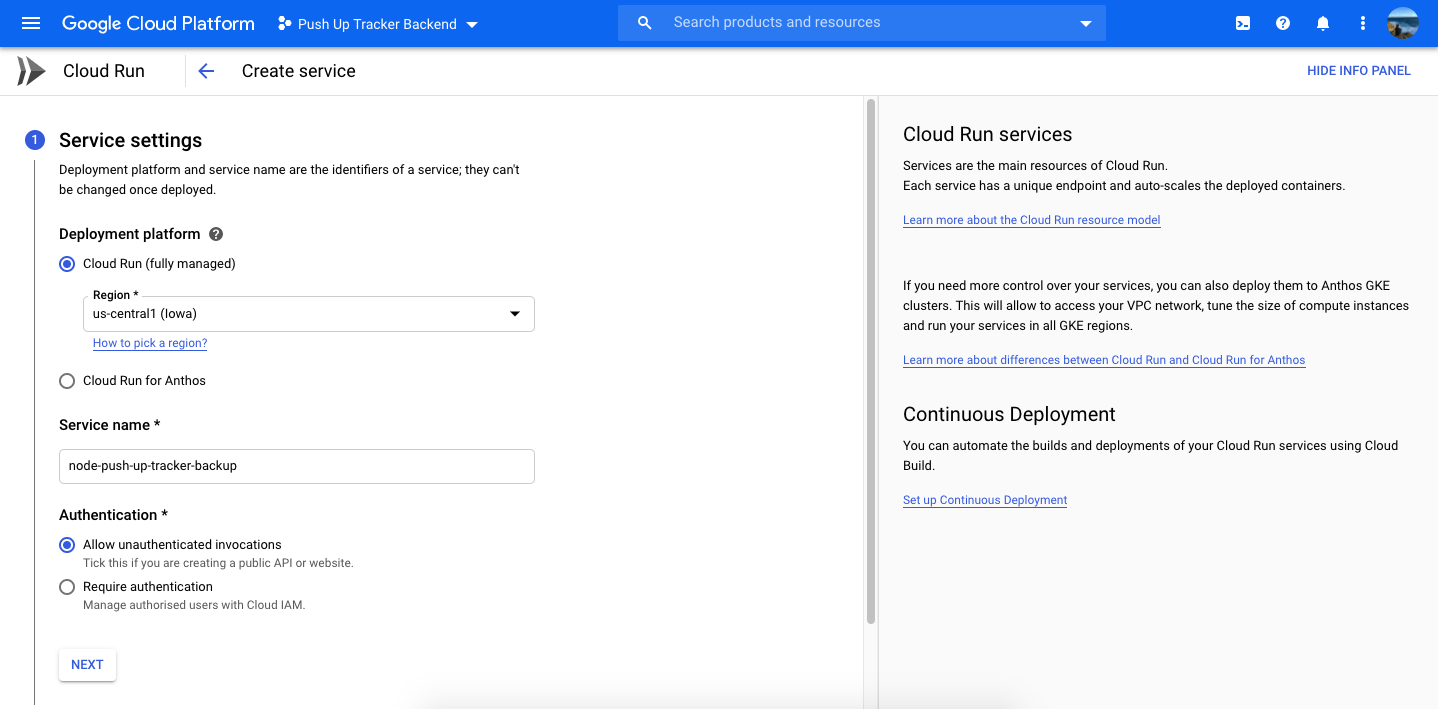 Google Cloud Platform
Push Up Tracker Backend
Search products and resources
Cloud Run
Create service
HIDE INFO PANEL
1
Service settings
Deployment platform and service name are the identifiers of a service; they can't
be changed once deployed.
Deployment platform
Cloud Run (fully managed)
Region *
us-central1 (Iowa)
How to pick a region?
Cloud Run for Anthos
Service name *
node-push-up-tracker-backup
Authentication *
Allow unauthenticated invocations
Tick this if you are creating a public API or website.
Require authentication
Manage authorised users with Cloud IAM.
NEXT
Cloud Run services
Services are the main resources of Cloud Run.
Each service has a unique endpoint and auto-scales the deployed containers.
Learn more about the Cloud Run resource model
If you need more control over your services, you can also deploy them to Anthos GKE
clusters. This will allow to access your VPC network, tune the size of compute instances
and run your services in all GKE regions.
Learn more about differences between Cloud Run and Cloud Run for Anthos
Continuous Deployment
You can automate the builds and deployments of your Cloud Run services using Cloud
Build.
Set up Continuous Deployment